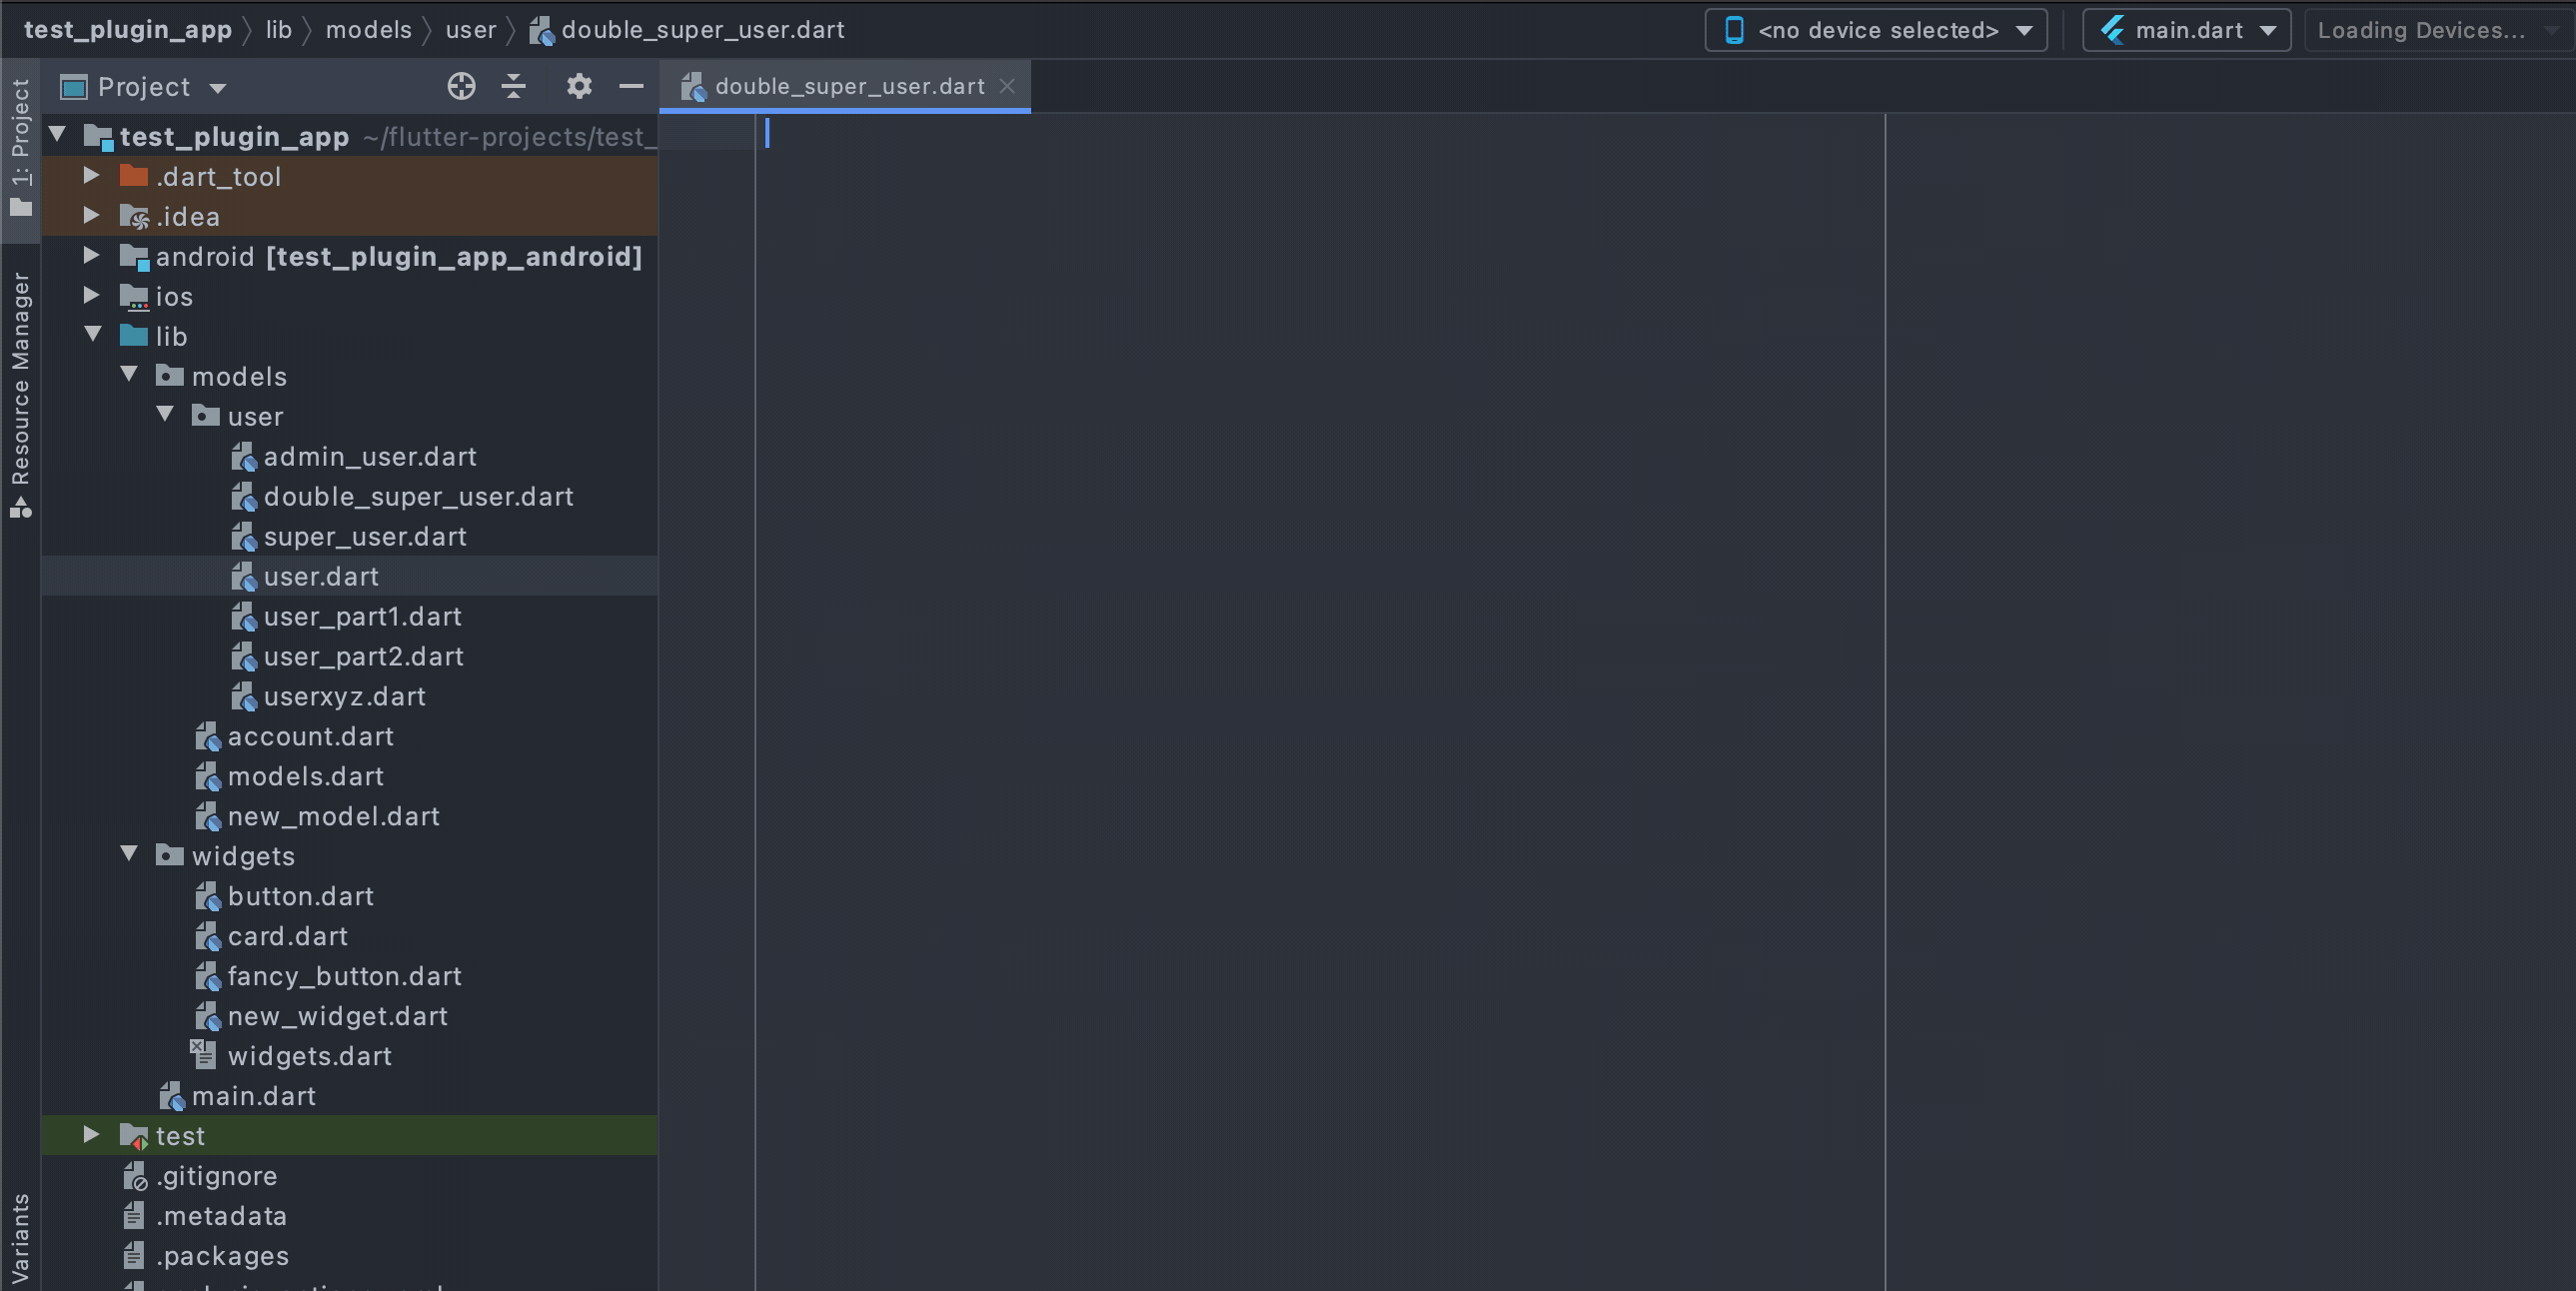 test_plugin_app lib models user double_super_user.dart <no device selected> main.dart Loading Devices...
1: Project
Resource Manager
Variants
Project
double_super_user.dart
test_plugin_app ~/flutter-projects/test_
.dart_tool
.idea
android [test_plugin_app_android]
ios
lib
models
user
admin_user.dart
double_super_user.dart
super_user.dart
user.dart
user_part1.dart
user_part2.dart
userxyz.dart
account.dart
models.dart
new_model.dart
widgets
button.dart
card.dart
fancy_button.dart
new_widget.dart
widgets.dart
main.dart
test
.gitignore
.metadata
.packages